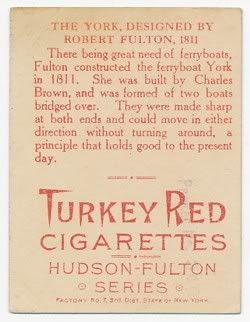 THE YORK, DESIGNED BY
ROBERT FULTON, 1811
There being great need of ferryboats,
Fulton constructed the ferryboat York
in 1811. She was built by Charles
Brown, and was formed of two boats
bridged over. They were made sharp
at both ends and could move in either
direction without turning around, a
principle that holds good to the present
day.
TURKEY RED
CIGARETTES
HUDSON-FULTON
SERIES
FACTORY No. 7, 3RD DIST. STATE OF NEW YORK.